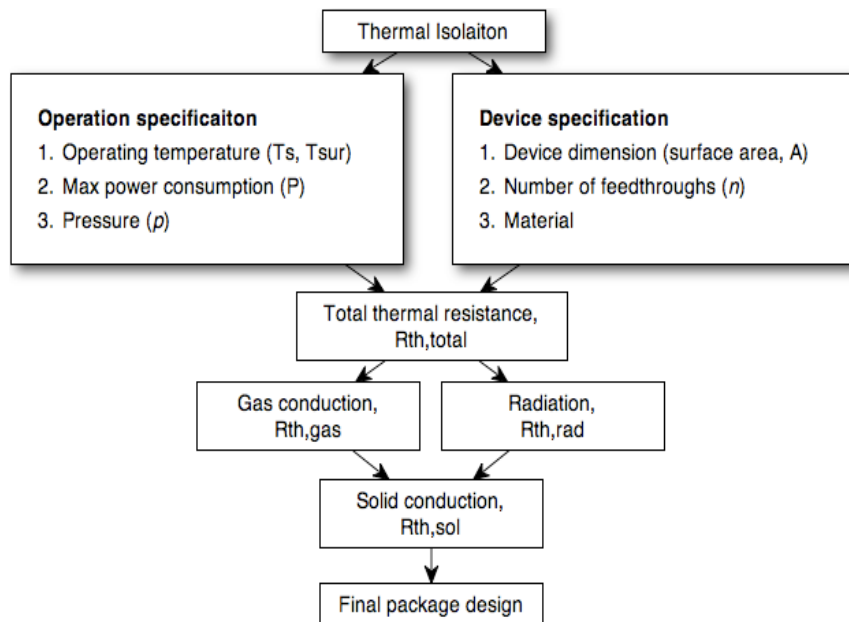 Thermal Isolaiton
Operation specificaiton
1. Operating temperature (Ts, Tsur)
2. Max power consumption (P)
3. Pressure (p)
Device specification
1. Device dimension (surface area, A)
2. Number of feedthroughs (n)
3. Material
Total thermal resistance,
Rth,total
Gas conduction,
Rth,gas
Radiation,
Rth,rad
Solid conduction,
Rth,sol
Final package design